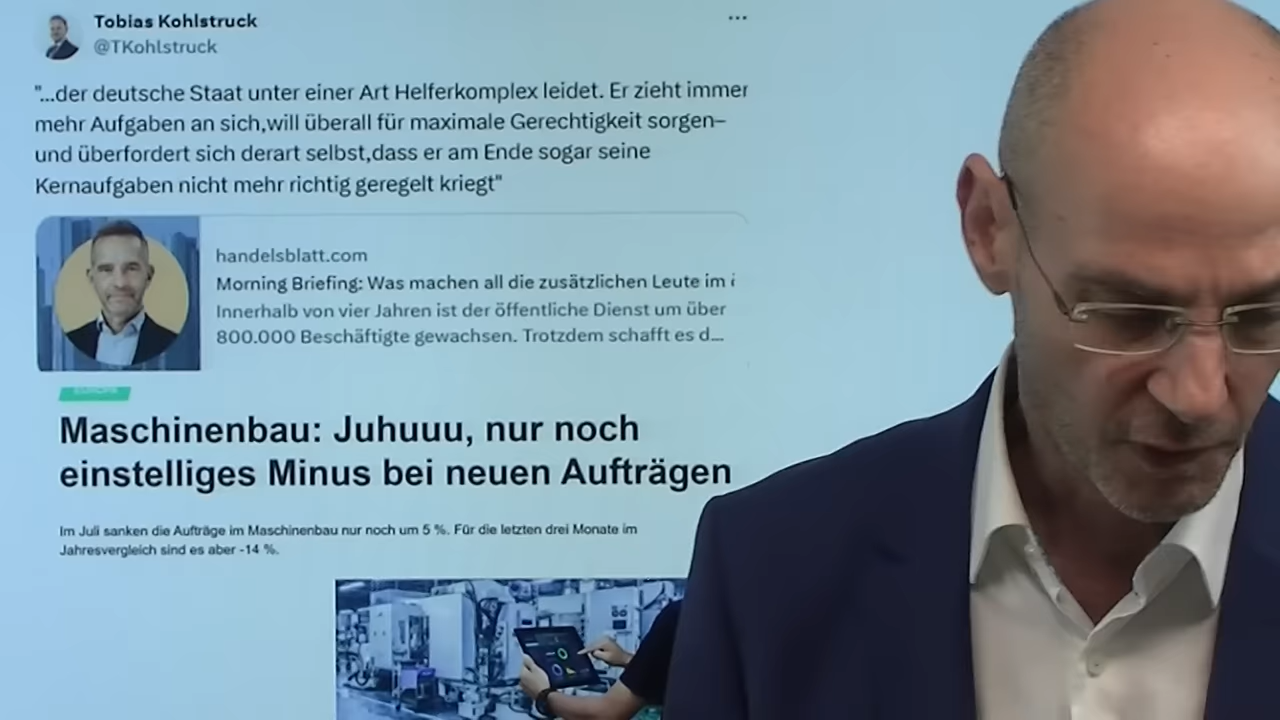 Tobias Kohlstruck
@TKohlstruck
"...der deutsche Staat unter einer Art Helferkomplex leidet. Er zieht immer
mehr Aufgaben an sich,will überall für maximale Gerechtigkeit sorgen–
und überfordert sich derart selbst,dass er am Ende sogar seine
Kernaufgaben nicht mehr richtig geregelt kriegt"
handelsblatt.com
Morning Briefing: Was machen all die zusätzlichen Leute im
Innerhalb von vier Jahren ist der öffentliche Dienst um über
800.000 Beschäftigte gewachsen. Trotzdem schafft es d...
Maschinenbau: Juhuuu, nur noch
einstelliges Minus bei neuen Aufträgen
Im Juli sanken die Aufträge im Maschinenbau nur noch um 5 %. Für die letzten drei Monate im
Jahresvergleich sind es aber -14 %.